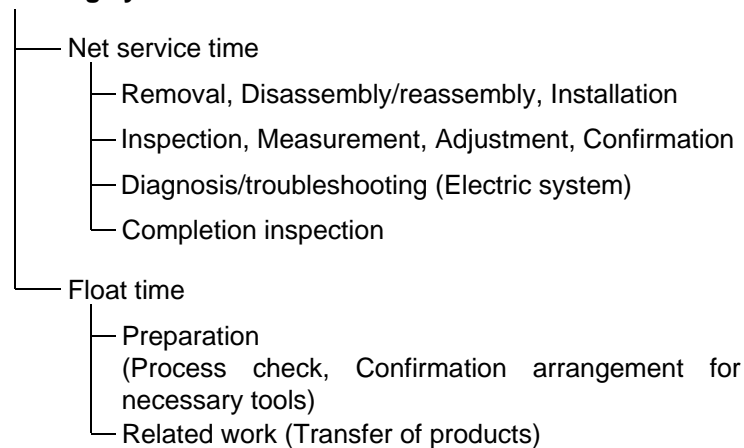 Net service time
Removal, Disassembly/reassembly, Installation
Inspection, Measurement, Adjustment, Confirmation
Diagnosis/troubleshooting (Electric system)
Completion inspection
Float time
Preparation
(Process check, Confirmation arrangement for
necessary tools)
Related work (Transfer of products)